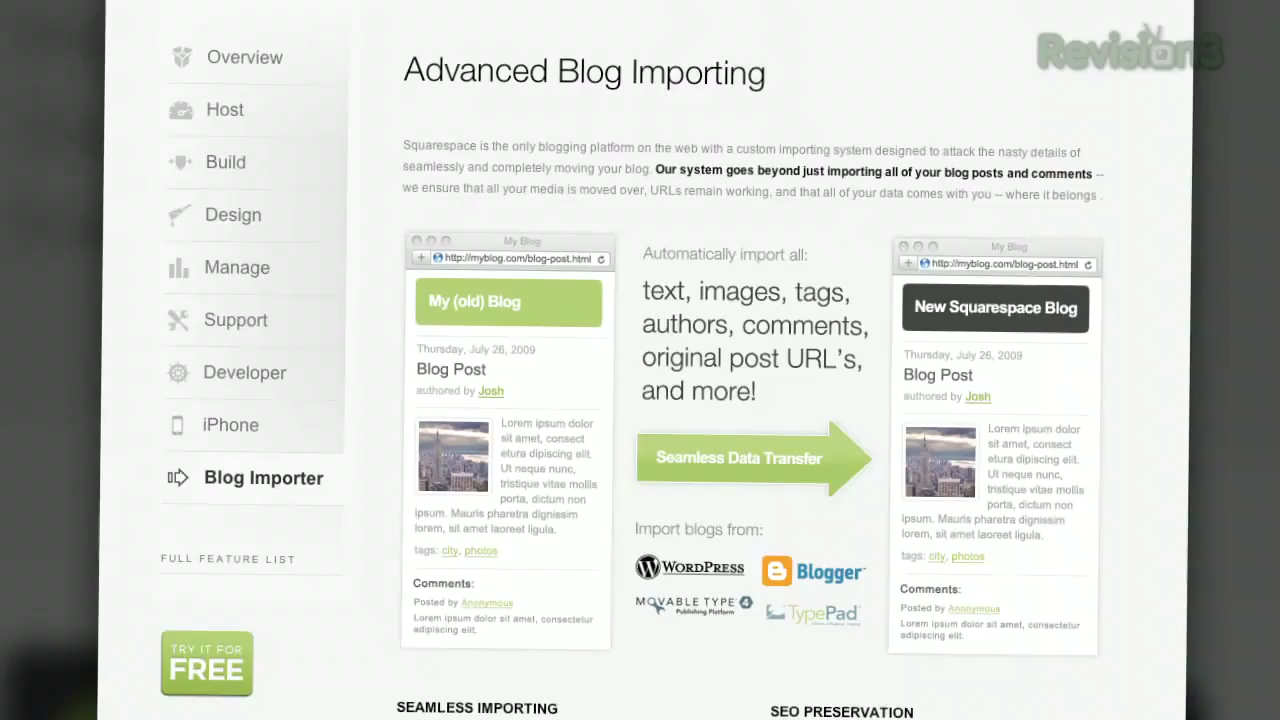 Revision3
Overview
Host
Build
Design
Manage
Support
Developer
iPhone
Blog Importer
FULL FEATURE LIST
TRY IT FOR
FREE
Advanced Blog Importing
Squarespace is the only blogging platform on the web with a custom importing system designed to attack the nasty details of
seamlessly and completely moving your blog. Our system goes beyond just importing all of your blog posts and comments --
we ensure that all your media is moved over, URLs remain working, and that all of your data comes with you -- where it belongs .
My Blog
http://myblog.com/blog-post.html
My (old) Blog
Thursday, July 26, 2009
Blog Post
authored by Josh
Lorem ipsum dolor
sit amet, consect
etura dipiscing elit.
Ut neque nunc,
tristique vitae mollis
porta, dictum non
ipsum. Mauris pharetra dignissim
lorem, sit amet laoreet ligula.
tags: city, photos
Comments:
Posted by Anonymous
Lorem ipsum dolor sit amet, consectetur
adipiscing elit.
Automatically import all:
text, images, tags,
authors, comments,
original post URL's,
and more!
Seamless Data Transfer
Import blogs from:
WORDPRESS
Blogger
MOVABLE TYPE 4
Publishing Platform
TypePad
My Blog
http://myblog.com/blog-post.html
New Squarespace Blog
Thursday, July 26, 2009
Blog Post
authored by Josh
Lorem ipsum dolor
sit amet, consect
etura dipiscing elit.
Ut neque nunc,
tristique vitae mollis
porta, dictum non
ipsum. Mauris pharetra dignissim
lorem, sit amet laoreet ligula.
tags: city, photos
Comments:
Posted by Anonymous
Lorem ipsum dolor sit amet, consectetur
adipiscing elit.
SEAMLESS IMPORTING
SEO PRESERVATION